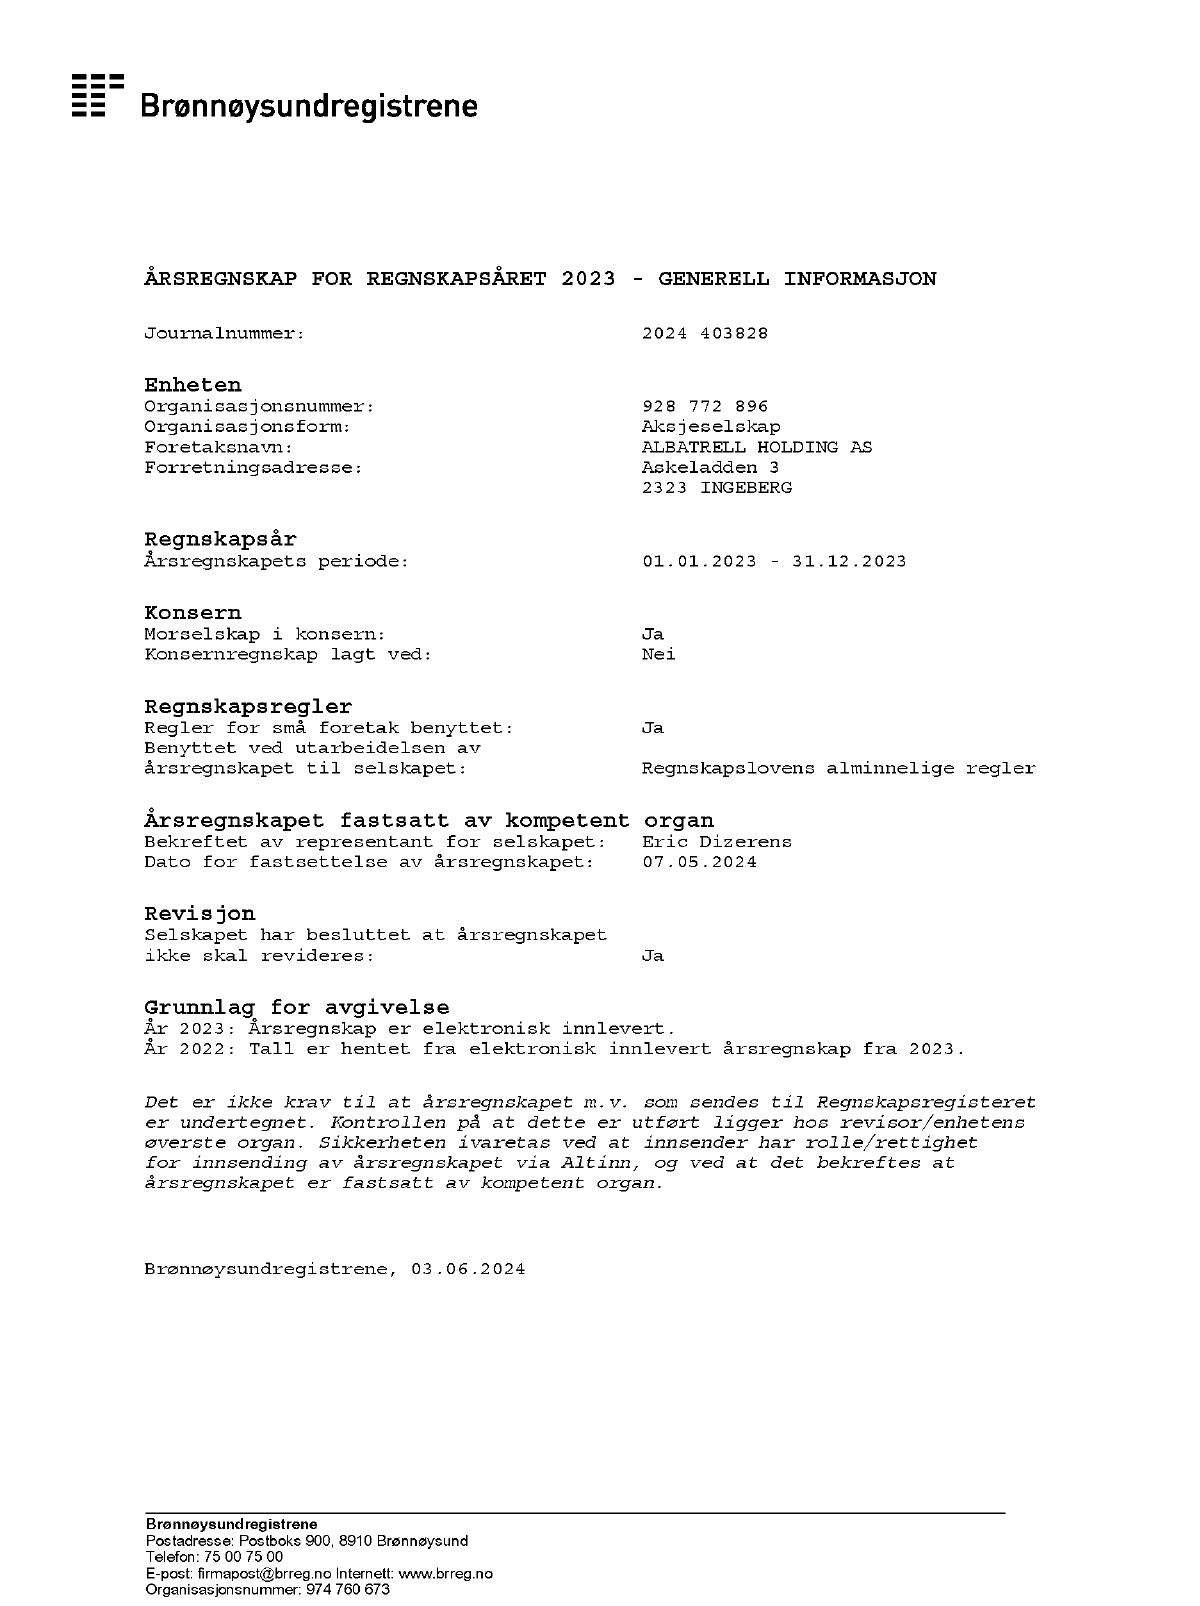 Brønnøysundregistrene
ÅRSREGNSKAP FOR REGNSKAPSÅRET 2023 - GENERELL INFORMASJON
Journalnummer: 2024 403828
Enheten
Organisasjonsnummer: 928 772 896
Organisasjonsform: Aksjeselskap
Foretaksnavn: ALBATRELL HOLDING AS
Forretningsadresse: Askeladden 3
2323 INGEBERG
Regnskapsår
Årsregnskapets periode: 01.01.2023 - 31.12.2023
Konsern
Morselskap i konsern: Ja
Konsernregnskap lagt ved: Nei
Regnskapsregler
Regler for små foretak benyttet: Ja
Benyttet ved utarbeidelsen av
årsregnskapet til selskapet: Regnskapslovens alminnelige regler
Årsregnskapet fastsatt av kompetent organ
Bekreftet av representant for selskapet: Eric Dizerens
Dato for fastsettelse av årsregnskapet: 07.05.2024
Revisjon
Selskapet har besluttet at årsregnskapet
ikke skal revideres: Ja
Grunnlag for avgivelse
År 2023: Årsregnskap er elektronisk innlevert.
År 2022: Tall er hentet fra elektronisk innlevert årsregnskap fra 2023.
Det er ikke krav til at årsregnskapet m.v. som sendes til Regnskapsregisteret
er undertegnet. Kontrollen på at dette er utført ligger hos revisor/enhetens
øverste organ. Sikkerheten ivaretas ved at innsender har rolle/rettighet
for innsending av årsregnskapet via Altinn, og ved at det bekreftes at
årsregnskapet er fastsatt av kompetent organ.
Brønnøysundregistrene, 03.06.2024
Brønnøysundregistrene
Postadresse: Postboks 900, 8910 Brønnøysund
Telefon: 75 00 75 00
E-post: firmapost@brreg.no Internett: www.brreg.no
Organisasjonsnummer: 974 760 673